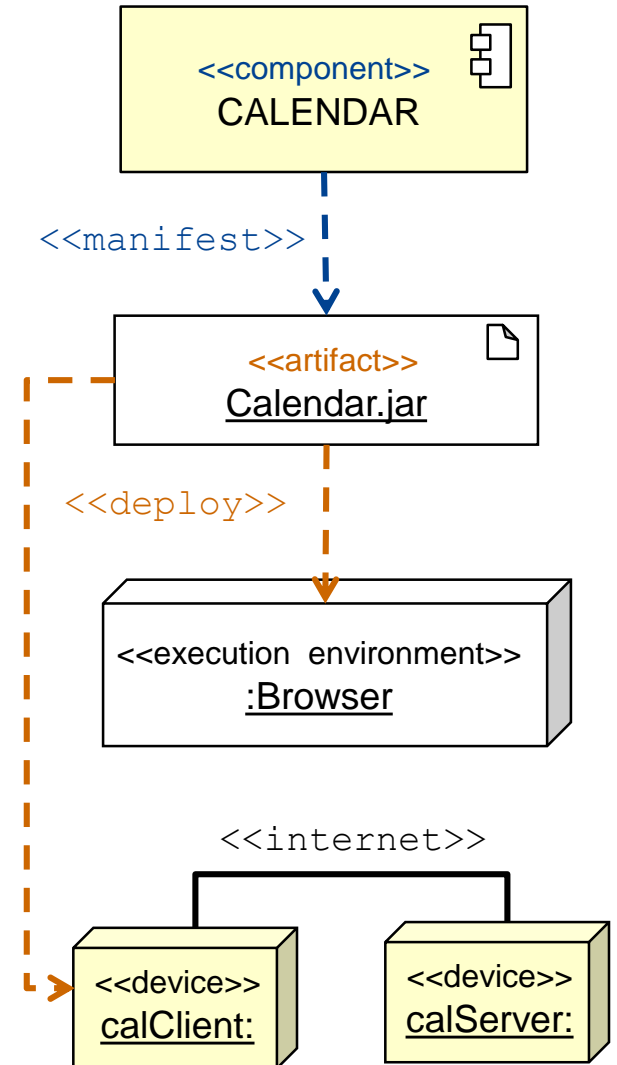 <<component>>
CALENDAR
<<manifest>>
<<artifact>>
Calendar.jar
<<deploy>>
<<execution environment>>
:Browser
<<internet>>
<<device>>
calClient:
<<device>>
calServer: